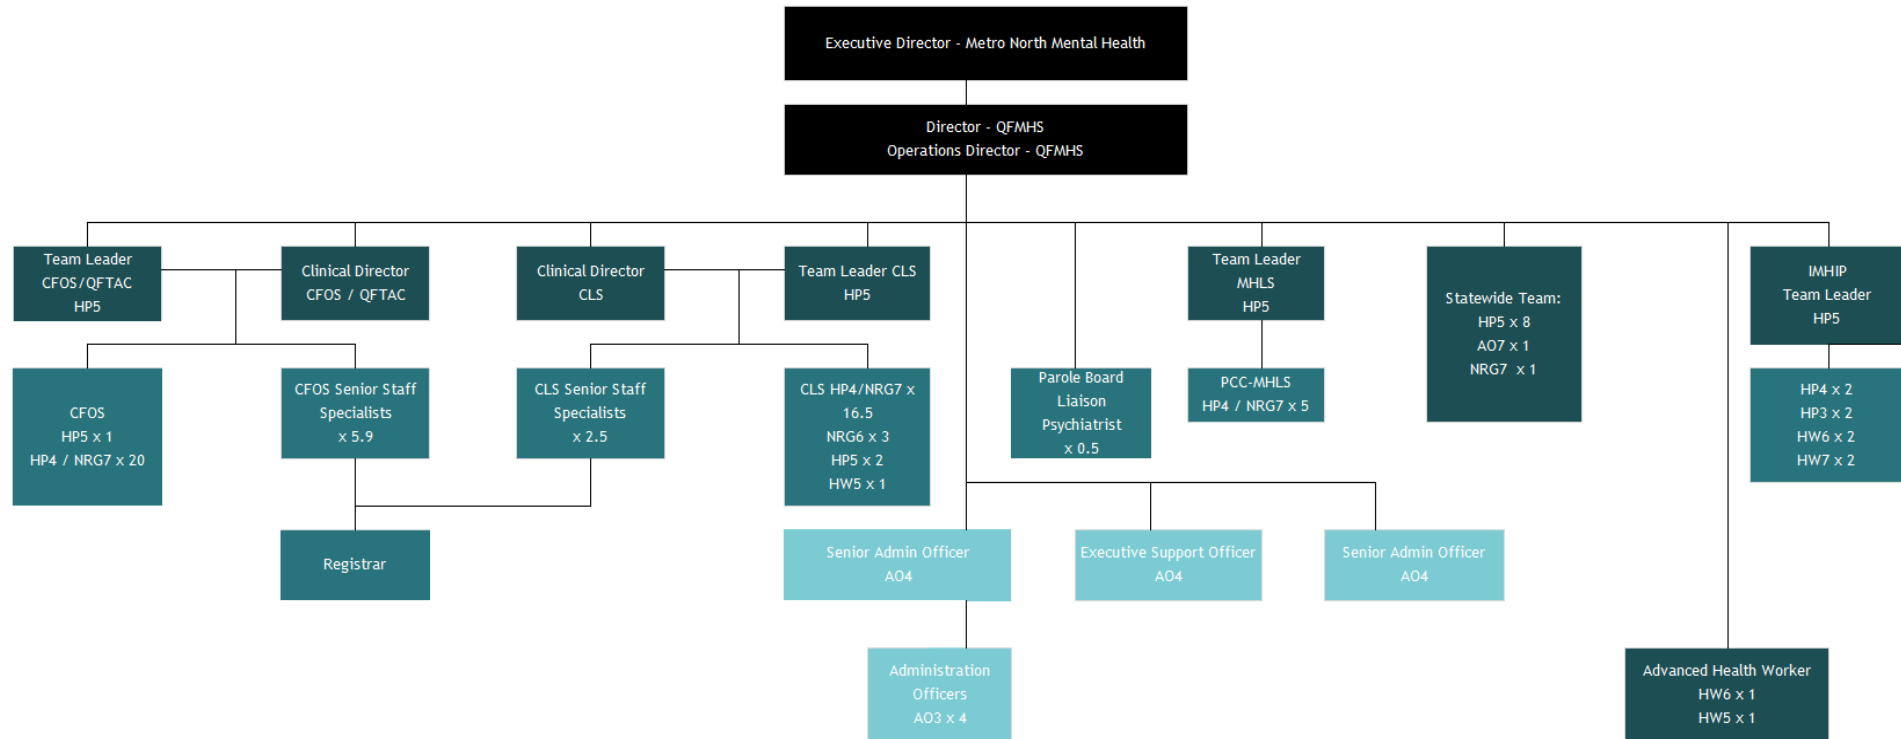 Executive Director - Metro North Mental Health
Director - QFMHS
Operations Director - QFMHS
Team Leader
CFOS/QFTAC
HP5
Clinical Director
CFOS / QFTAC
Clinical Director
CLS
Team Leader CLS
HP5
Team Leader
MHLS
HP5
Statewide Team:
HP5 x 8
AO7 x 1
NRG7 x 1
IMHIP
Team Leader
HP5
CFOS
HP5 x 1
HP4 / NRG7 x 20
CFOS Senior Staff
Specialists
x 5.9
CLS Senior Staff
Specialists
x 2.5
CLS HP4/NRG7 x
16.5
NRG6 x 3
HP5 x 2
HW5 x 1
Parole Board
Liaison
Psychiatrist
x 0.5
PCC-MHLS
HP4 / NRG7 x 5
HP4 x 2
HP3 x 2
HW6 x 2
HW7 x 2
Registrar
Senior Admin Officer
AO4
Executive Support Officer
AO4
Senior Admin Officer
AO4
Administration
Officers
AO3 x 4
Advanced Health Worker
HW6 x 1
HW5 x 1